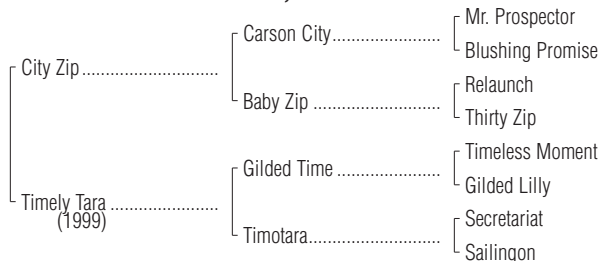 Mr. Prospector
Carson City..................
Blushing Promise
City Zip .......................
Relaunch
Baby Zip .....................
Thirty Zip
Timeless Moment
Gilded Time .................
Gilded Lilly
Timely Tara ..................
(1999)
Secretariat
Timotara......................
Sailingon